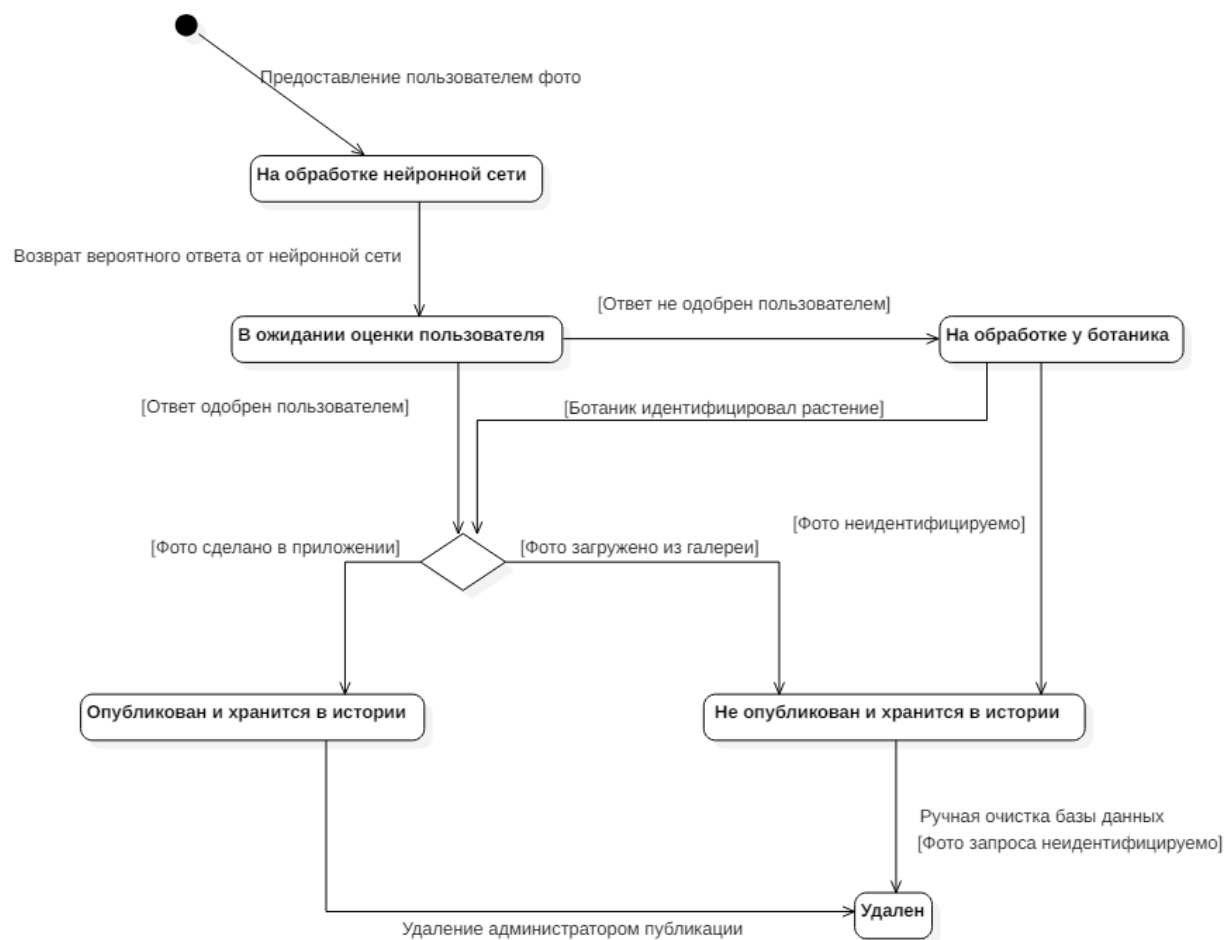 Предоставление пользователем фото
На обработке нейронной сети
Возврат вероятного ответа от нейронной сети
[Ответ не одобрен пользователем]
В ожидании оценки пользователя
На обработке у ботаника
[Ответ одобрен пользователем]
[Ботаник идентифицировал растение]
[Фото неидентифицируемо]
[Фото сделано в приложении]
[Фото загружено из галереи]
Опубликован и хранится в истории
Не опубликован и хранится в истории
Ручная очистка базы данных
[Фото запроса неидентифицируемо]
Удален
Удаление администратором публикации